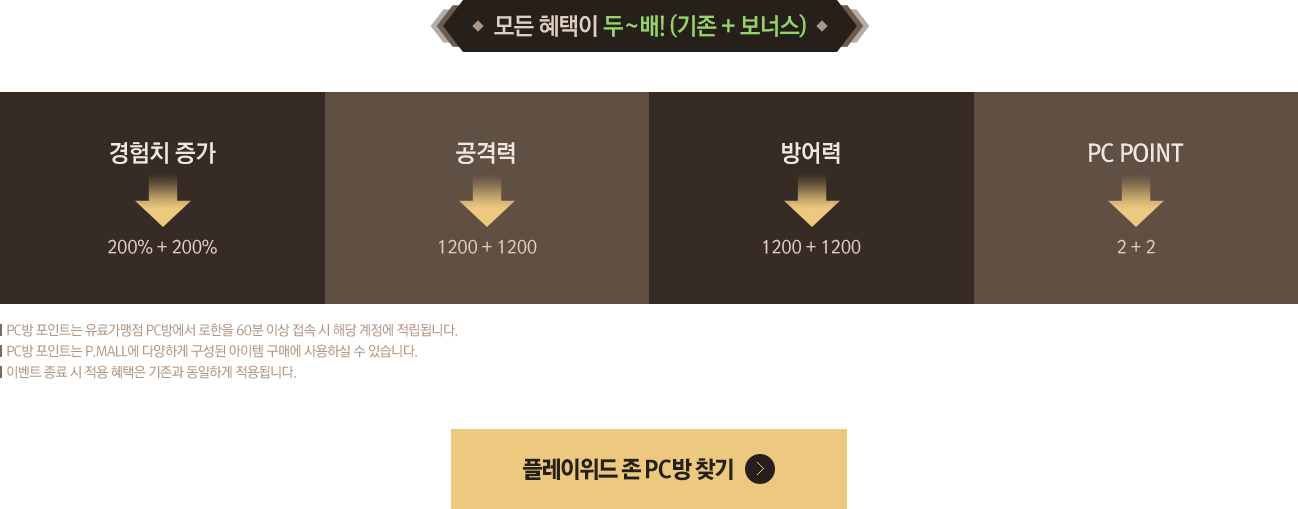 모든 혜택이 두~배! (기존 + 보너스)
경험치 증가
200% + 200%
공격력
1200 + 1200
방어력
1200 + 1200
PC POINT
2 + 2
PC방 포인트는 유료가맹점 PC방에서 로한을 60분 이상 접속 시 해당 계정에 적립됩니다.
PC방 포인트는 P.MALL에 다양하게 구성된 아이템 구매에 사용하실 수 있습니다.
이벤트 종료 시 적용 혜택은 기존과 동일하게 적용됩니다.
플레이위드 존 PC방 찾기